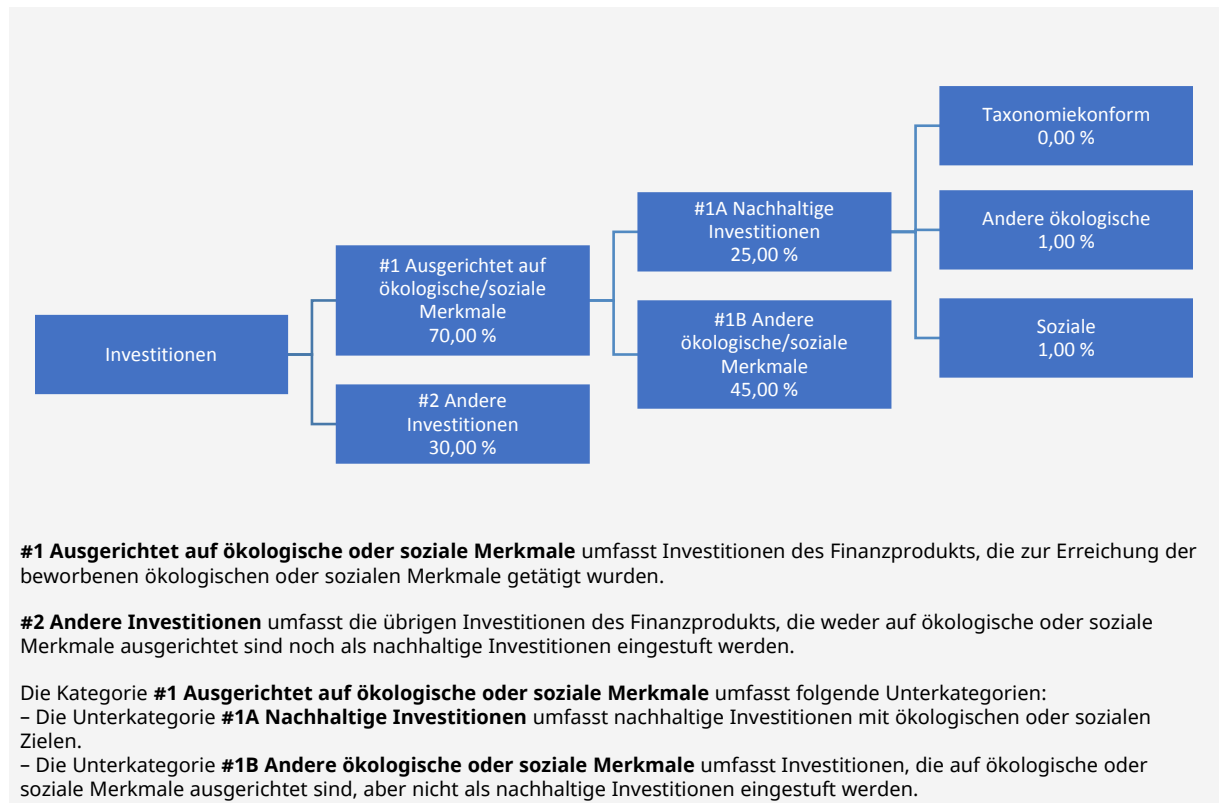 Investitionen
#1 Ausgerichtet auf
ökologische/soziale
Merkmale
70,00 %
#2 Andere
Investitionen
30,00 %
#1A Nachhaltige
Investitionen
25,00 %
#1B Andere
ökologische/soziale
Merkmale
45,00 %
Taxonomiekonform
0,00 %
Andere ökologische
1,00 %
Soziale
1,00 %
#1 Ausgerichtet auf ökologische oder soziale Merkmale umfasst Investitionen des Finanzprodukts, die zur Erreichung der
beworbenen ökologischen oder sozialen Merkmale getätigt wurden.
#2 Andere Investitionen umfasst die übrigen Investitionen des Finanzprodukts, die weder auf ökologische oder soziale
Merkmale ausgerichtet sind noch als nachhaltige Investitionen eingestuft werden.
Die Kategorie #1 Ausgerichtet auf ökologische oder soziale Merkmale umfasst folgende Unterkategorien:
– Die Unterkategorie #1A Nachhaltige Investitionen umfasst nachhaltige Investitionen mit ökologischen oder sozialen
Zielen.
– Die Unterkategorie #1B Andere ökologische oder soziale Merkmale umfasst Investitionen, die auf ökologische oder
soziale Merkmale ausgerichtet sind, aber nicht als nachhaltige Investitionen eingestuft werden.